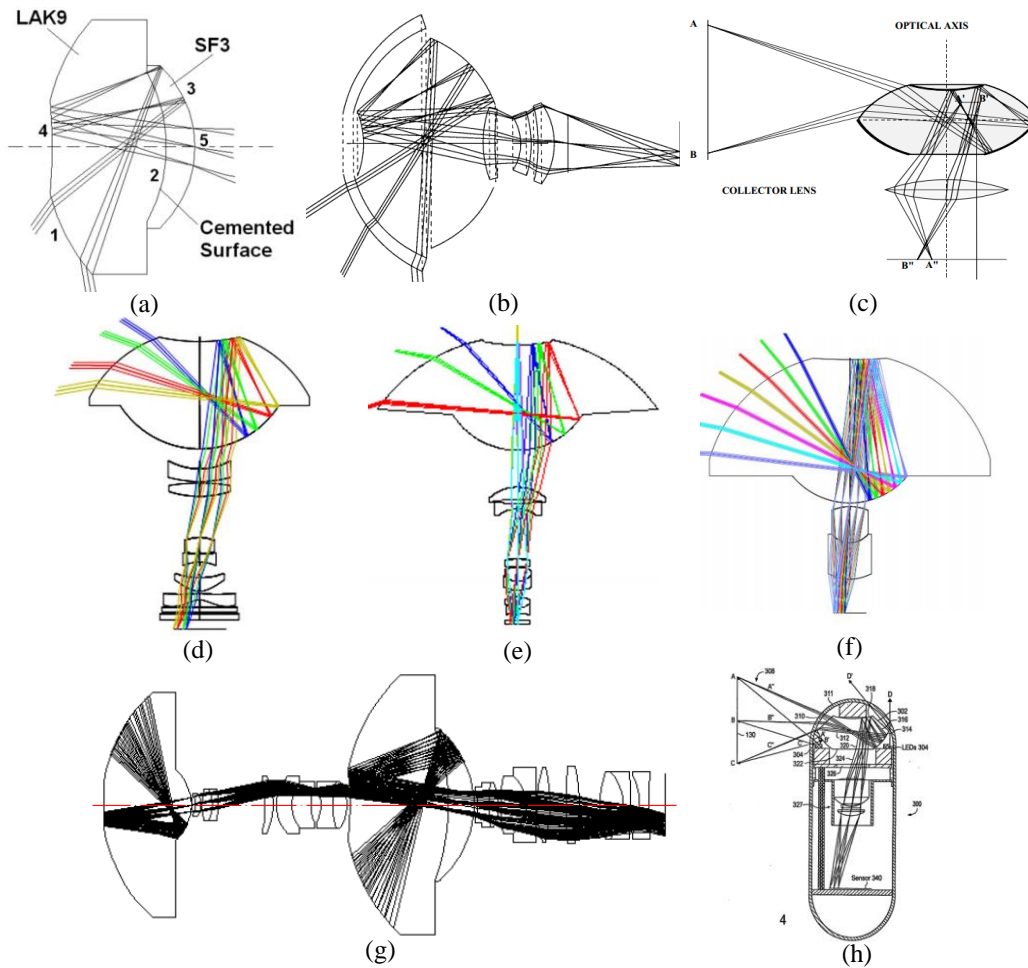 LAK9
SF3
3
4
5
2
1
Cemented
Surface
(a)
(b)
A
OPTICAL AXIS
A'
B'
B
COLLECTOR LENS
B"
A"
(c)
(d)
(e)
(f)
(g)
D'
308
A
A"
311
318
D
302
310
316
314
B
B"
312
130
C"
320
304
LEDs 304
322
324
C
326
327
300
Sensor 340
4
(h)